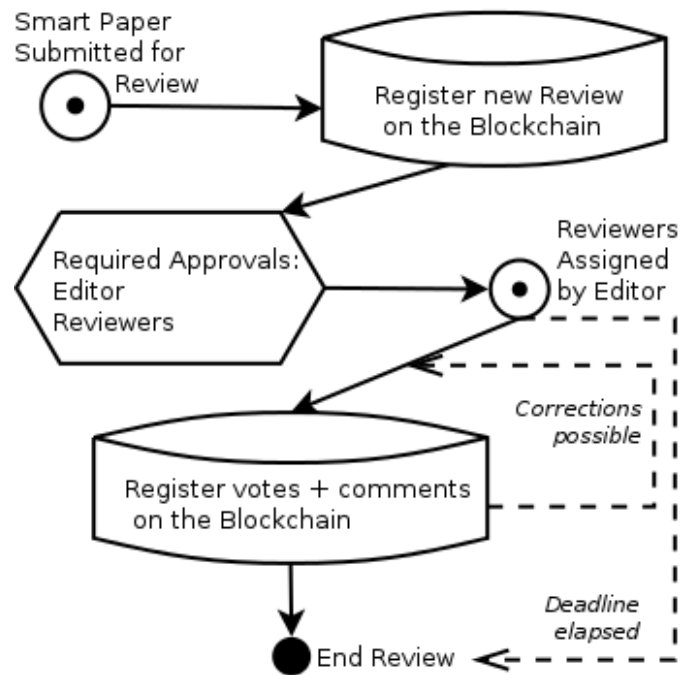 Smart Paper
Submitted for
Review
Register new Review
on the Blockchain
Required Approvals:
Editor
Reviewers
Reviewers
Assigned
by Editor
Corrections
possible
Register votes + comments
on the Blockchain
Deadline
elapsed
End Review